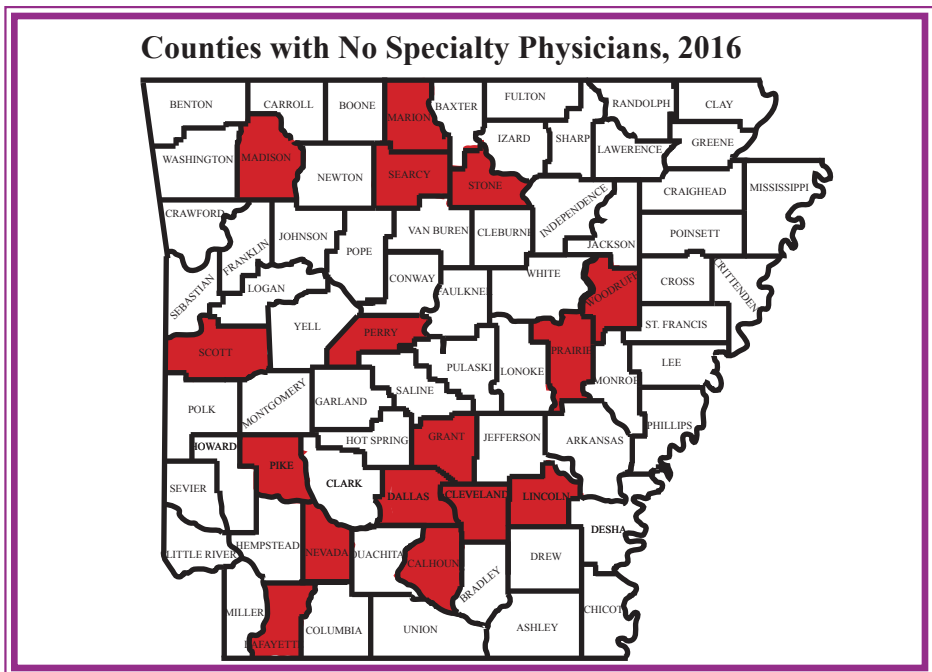 Counties with No Specialty Physicians, 2016
BENTON
CARROLL
BOONE
MARION
BAXTER
FULTON
RANDOLPH
CLAY
SHARP
IZARD
LAWERENCE
GREENE
WASHINGTON
MADISON
NEWTON
SEARCY
STONE
INDEPENDENCE
CRAIGHEAD
MISSISSIPPI
CRAWFORD
FRANKLIN
JOHNSON
POPE
VAN BUREN
CLEBURNE
JACKSON
POINSETT
SEBASTIAN
LOGAN
CONWAY
FAULKNER
WHITE
WOODRUFF
CROSS
CRITTENDEN
YELL
PERRY
ST. FRANCIS
SCOTT
PULASKI
LONOKE
PRAIRIE
MONROE
LEE
POLK
MONTGOMERY
GARLAND
SALINE
PHILLIPS
HOWARD
HOT SPRING
GRANT
JEFFERSON
ARKANSAS
PIKE
CLARK
SEVIER
DALLAS
CLEVELAND
LINCOLN
DESHA
LITTLE RIVER
HEMPSTEAD
NEVADA
OUACHITA
CALHOUN
BRADLEY
DREW
MILLER
LAFAYETTE
COLUMBIA
UNION
ASHLEY
CHICOT